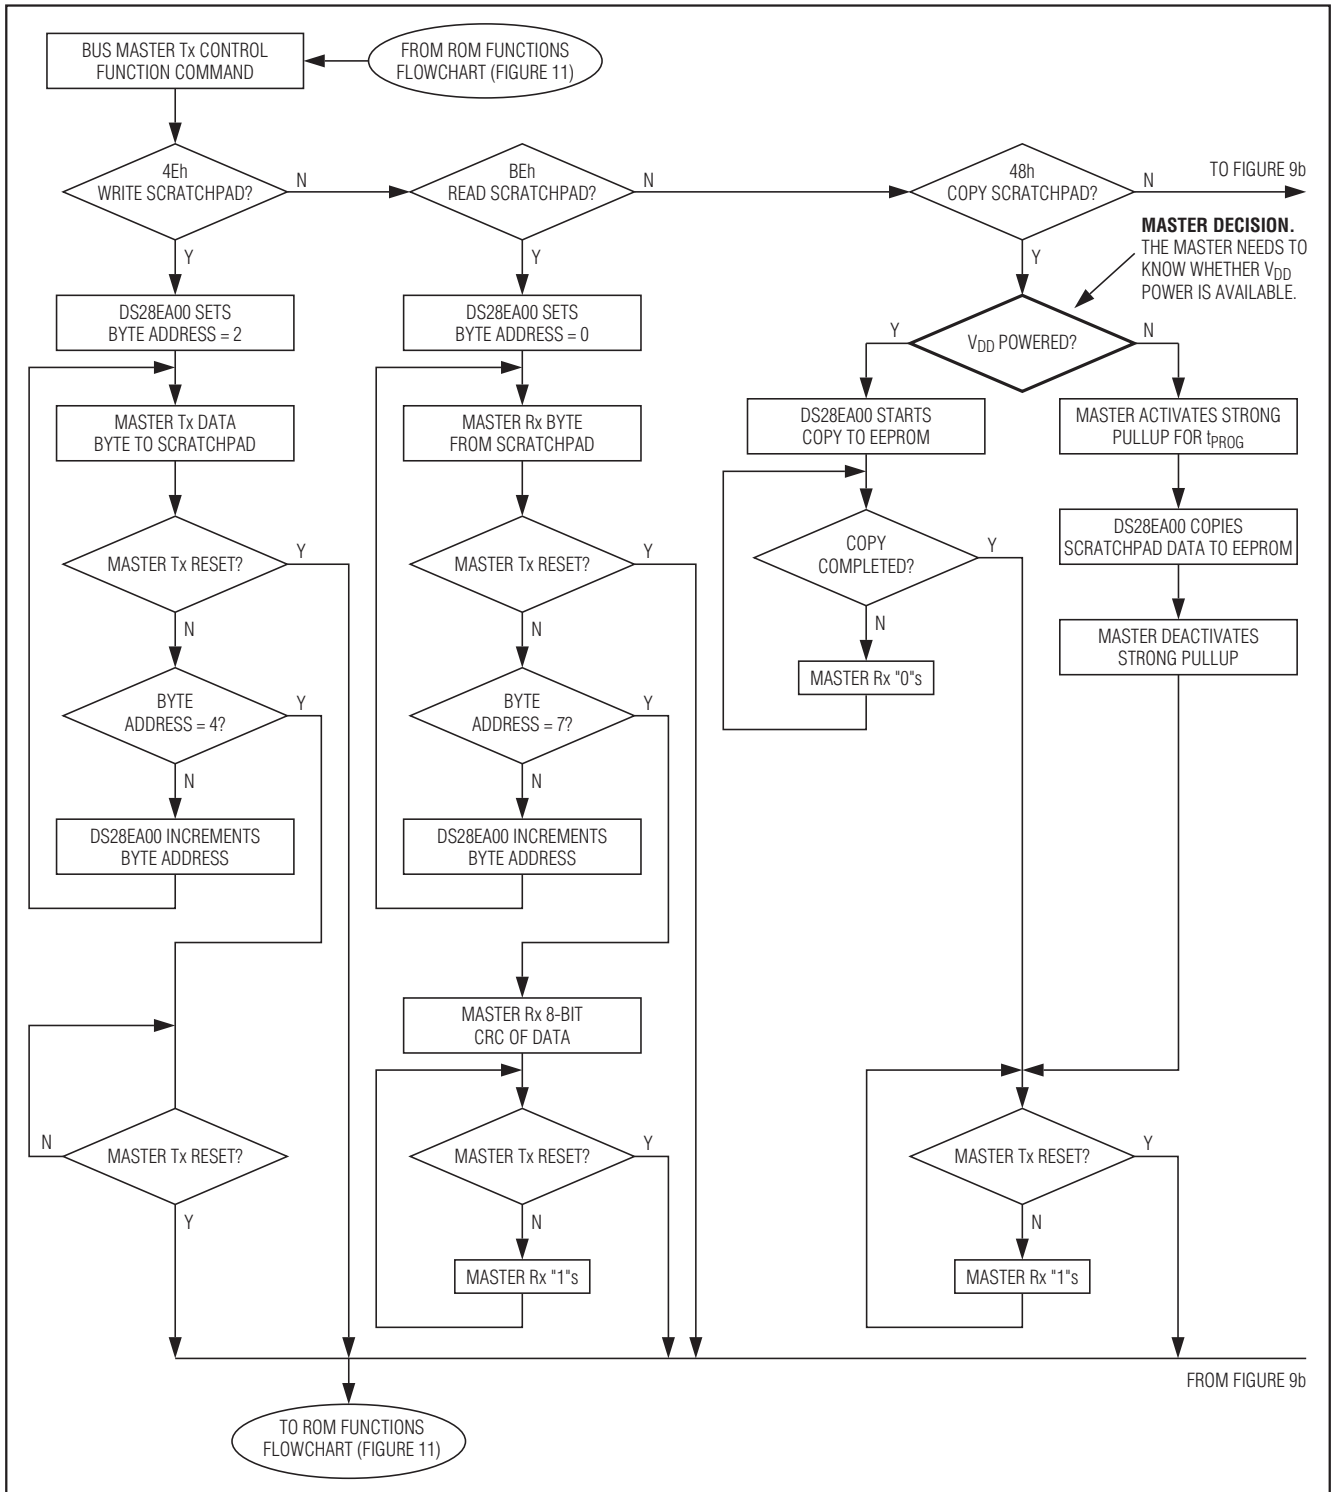 BUS MASTER Tx CONTROL
FUNCTION COMMAND
FROM ROM FUNCTIONS
FLOWCHART (FIGURE 11)
4Eh
WRITE SCRATCHPAD?
N
Y
BEh
READ SCRATCHPAD?
N
Y
48h
COPY SCRATCHPAD?
N
Y
TO FIGURE 9b
MASTER DECISION.
THE MASTER NEEDS TO
KNOW WHETHER VDD
POWER IS AVAILABLE.
DS28EA00 SETS
BYTE ADDRESS = 2
MASTER Tx DATA
BYTE TO SCRATCHPAD
MASTER Tx RESET?
Y
N
BYTE
ADDRESS = 4?
Y
N
DS28EA00 INCREMENTS
BYTE ADDRESS
MASTER Tx RESET?
N
Y
DS28EA00 SETS
BYTE ADDRESS = 0
MASTER Rx BYTE
FROM SCRATCHPAD
MASTER Tx RESET?
Y
N
BYTE
ADDRESS = 7?
Y
N
DS28EA00 INCREMENTS
BYTE ADDRESS
MASTER Rx 8-BIT
CRC OF DATA
MASTER Tx RESET?
Y
N
MASTER Rx "1"s
VDD POWERED?
Y
N
DS28EA00 STARTS
COPY TO EEPROM
COPY
COMPLETED?
Y
N
MASTER Rx "0"s
MASTER ACTIVATES STRONG
PULLUP FOR tPROG
DS28EA00 COPIES
SCRATCHPAD DATA TO EEPROM
MASTER DEACTIVATES
STRONG PULLUP
MASTER Tx RESET?
Y
N
MASTER Rx "1"s
FROM FIGURE 9b
TO ROM FUNCTIONS
FLOWCHART (FIGURE 11)